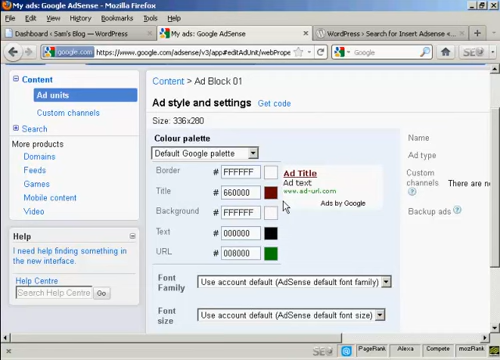 My ads: Google AdSense - Mozilla Firefox
File Edit View History Bookmarks Tools Help
Dashboard ‹ Sam's Blog — WordPress
My ads: Google AdSense
WordPress › Search for Insert Adsense «
google.com https://www.google.com/adsense/v3/app#editAdUnit/webPrope
Google
Content
Ad units
Custom channels
Search
More products
Domains
Feeds
Games
Mobile content
Video
Help
I need help finding something in the new interface.
Help Centre
Search Help Centre Go
Content > Ad Block 01
Ad style and settings Get code
Size: 336x280
Colour palette
Default Google palette
Border # FFFFFF
Title # 660000
Background # FFFFFF
Text # 000000
URL # 008000
Ad Title
Ad text
www.ad-url.com
Ads by Google
Font Family Use account default (AdSense default font family)
Font size Use account default (AdSense default font size)
Name
Ad type
Custom channels There are no
Backup ads
PageRank Alexa Compete mozRank